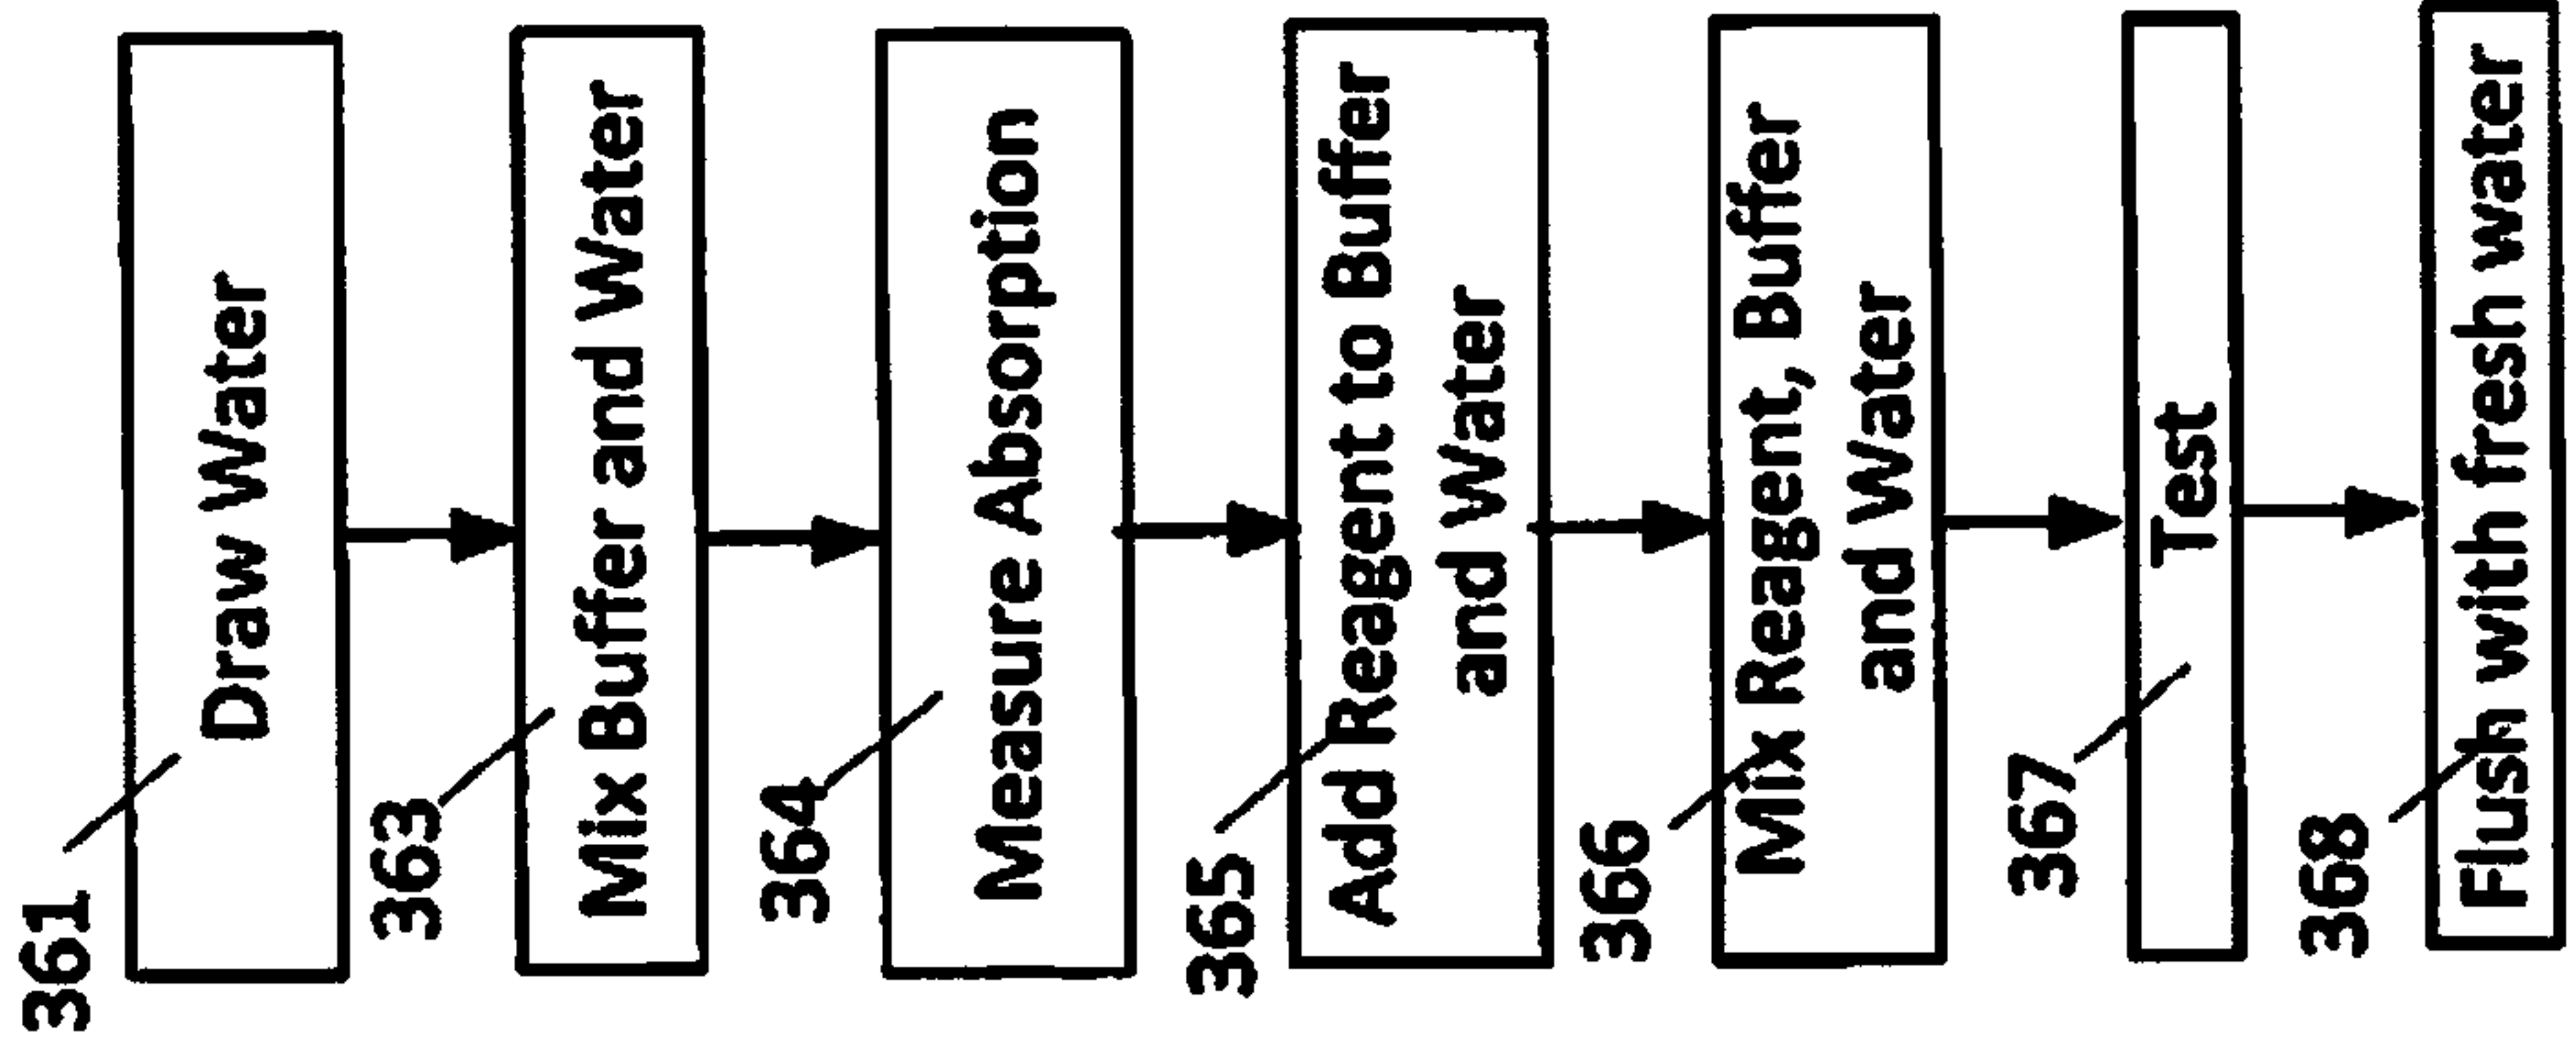 361
Draw Water
363
Mix Buffer and Water
364
Measure Absorption
365
Add Reagent to Buffer
and Water
366
Mix Reagent, Buffer
and Water
367
Test
368
Flush with fresh water